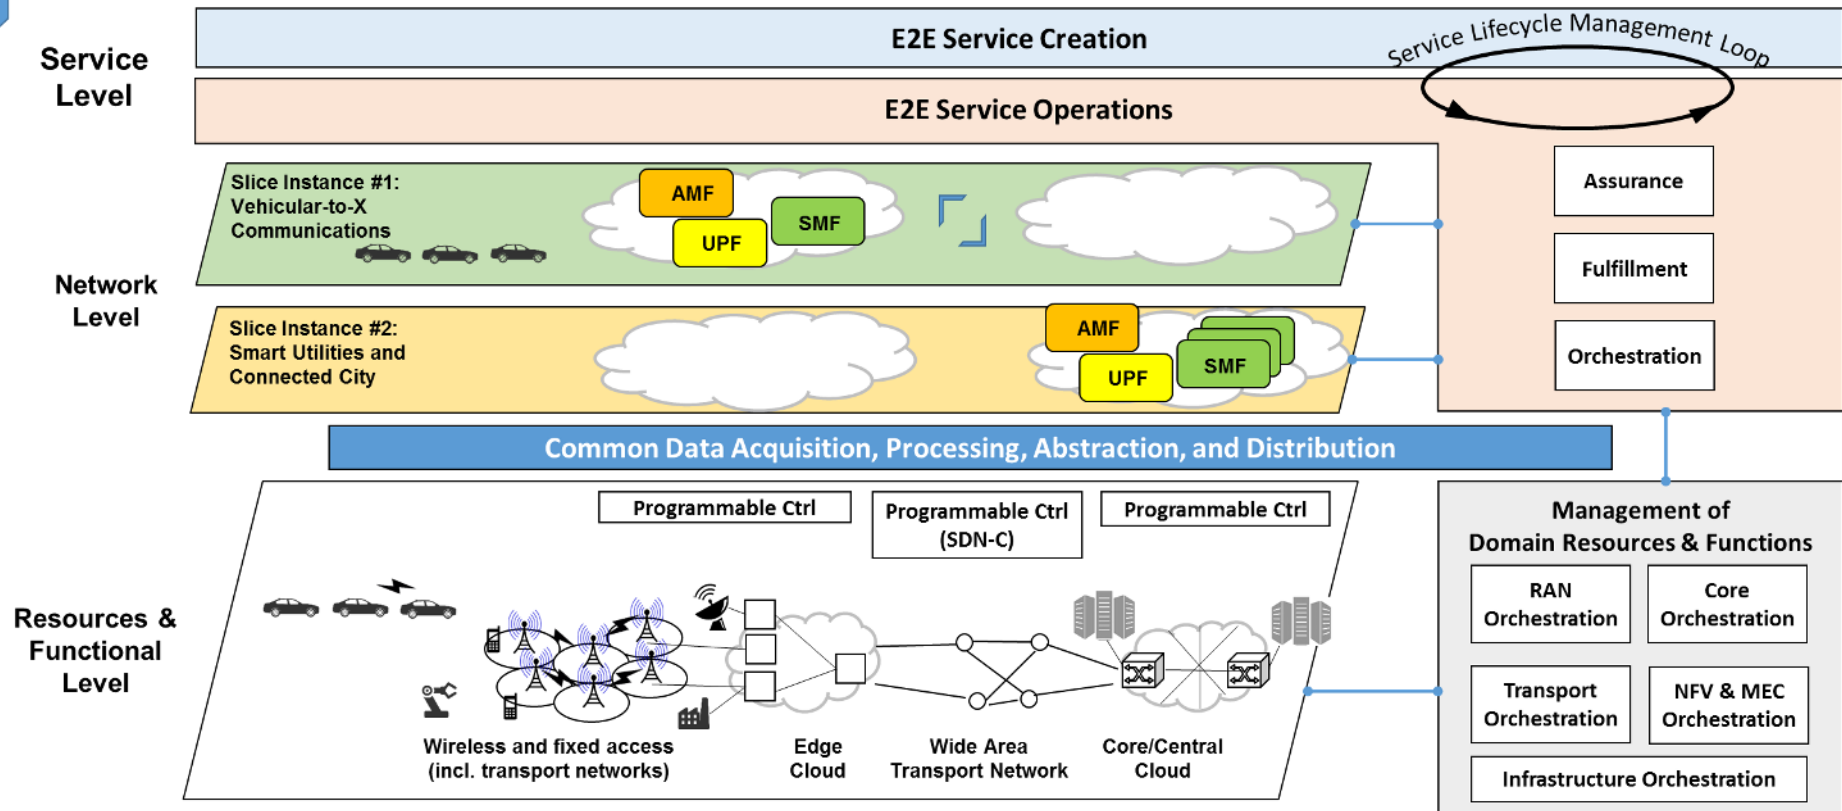 Service
Level
E2E Service Creation
Service Lifecycle Management Loop
E2E Service Operations
Network
Level
Slice Instance #1:
Vehicular-to-X
Communications
AMF
SMF
UPF
Slice Instance #2:
Smart Utilities and
Connected City
AMF
UPF
SMF
Assurance
Fulfillment
Orchestration
Common Data Acquisition, Processing, Abstraction, and Distribution
Resources &
Functional
Level
Programmable Ctrl
Programmable Ctrl
(SDN-C)
Programmable Ctrl
Wireless and fixed access
(incl. transport networks)
Edge
Cloud
Wide Area
Transport Network
Core/Central
Cloud
Management of
Domain Resources & Functions
RAN
Orchestration
Core
Orchestration
Transport
Orchestration
NFV & MEC
Orchestration
Infrastructure Orchestration